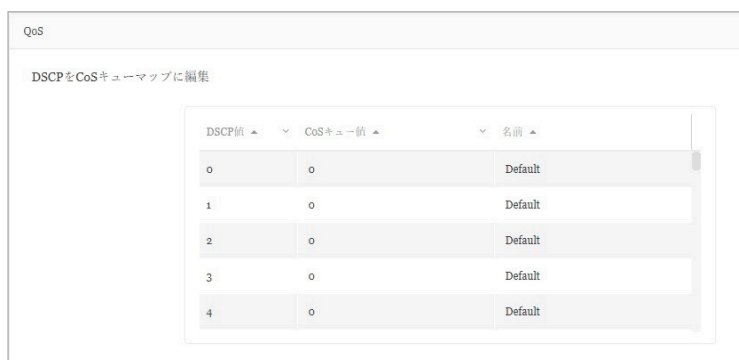 QoS
DSCPをCoSキューマップに編集
DSCP値 CoSキュー値 名前
0 0 Default
1 0 Default
2 0 Default
3 0 Default
4 0 Default